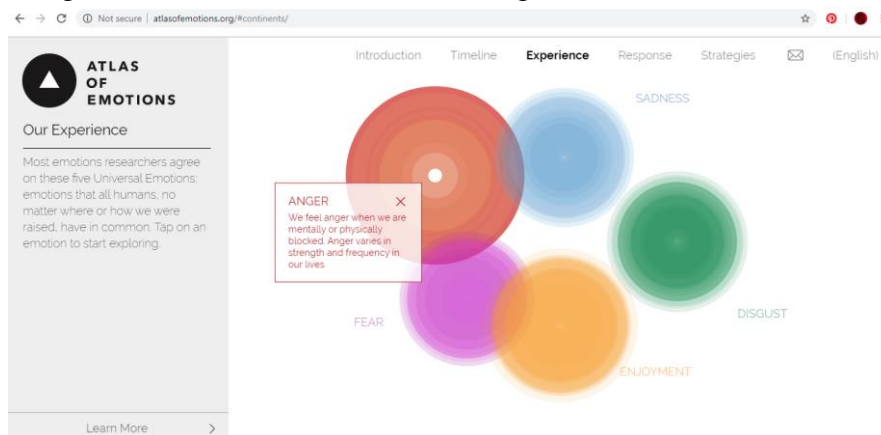 Not secure | atlasofemotions.org/#continents/
Introduction Timeline Experience Response Strategies (English)
ATLAS
OF
EMOTIONS
Our Experience
Most emotions researchers agree
on these five Universal Emotions:
emotions that all humans, no
matter where or how we were
raised, have in common. Tap on an
emotion to start exploring.
Learn More
SADNESS
ANGER
We feel anger when we are
mentally or physically
blocked. Anger varies in
strength and frequency in
our lives.
FEAR
DISGUST
ENJOYMENT